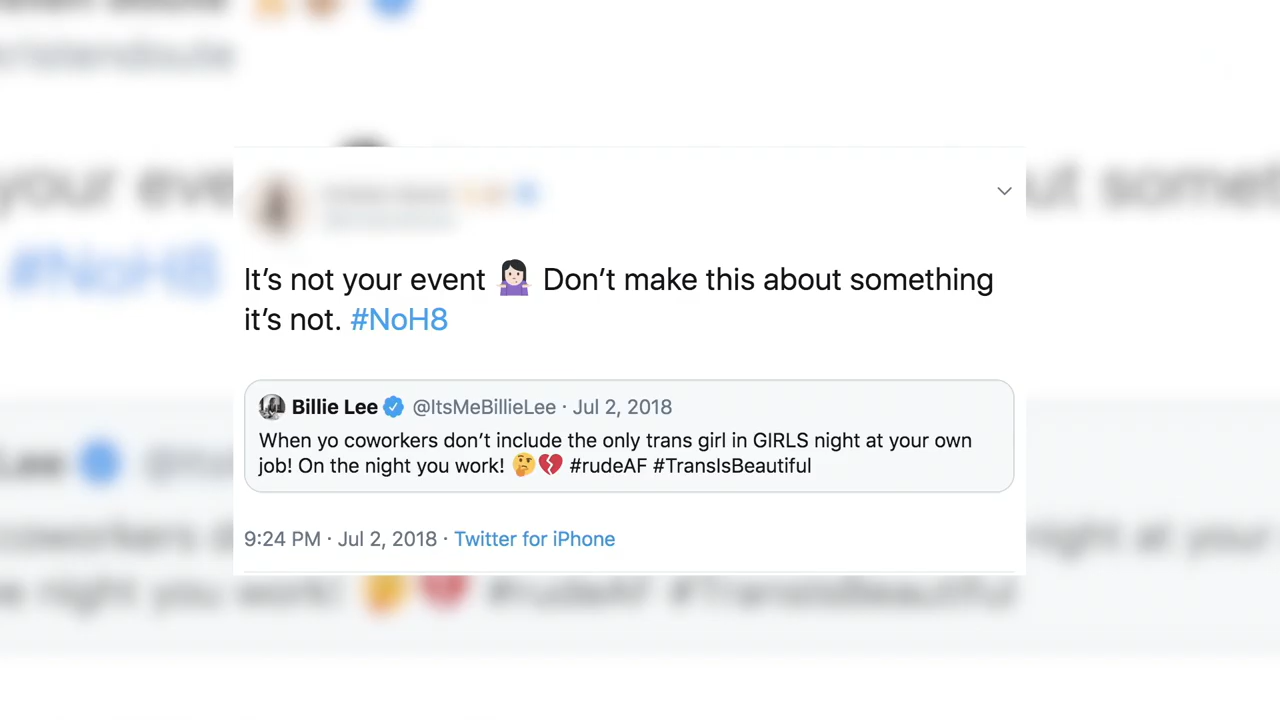 It’s not your event 🤷🏻‍♀️ Don’t make this about something
it’s not. #NoH8
Billie Lee @ItsMeBillieLee · Jul 2, 2018
When yo coworkers don’t include the only trans girl in GIRLS night at your own
job! On the night you work! 🤔💔 #rudeAF #TransIsBeautiful
9:24 PM · Jul 2, 2018 · Twitter for iPhone